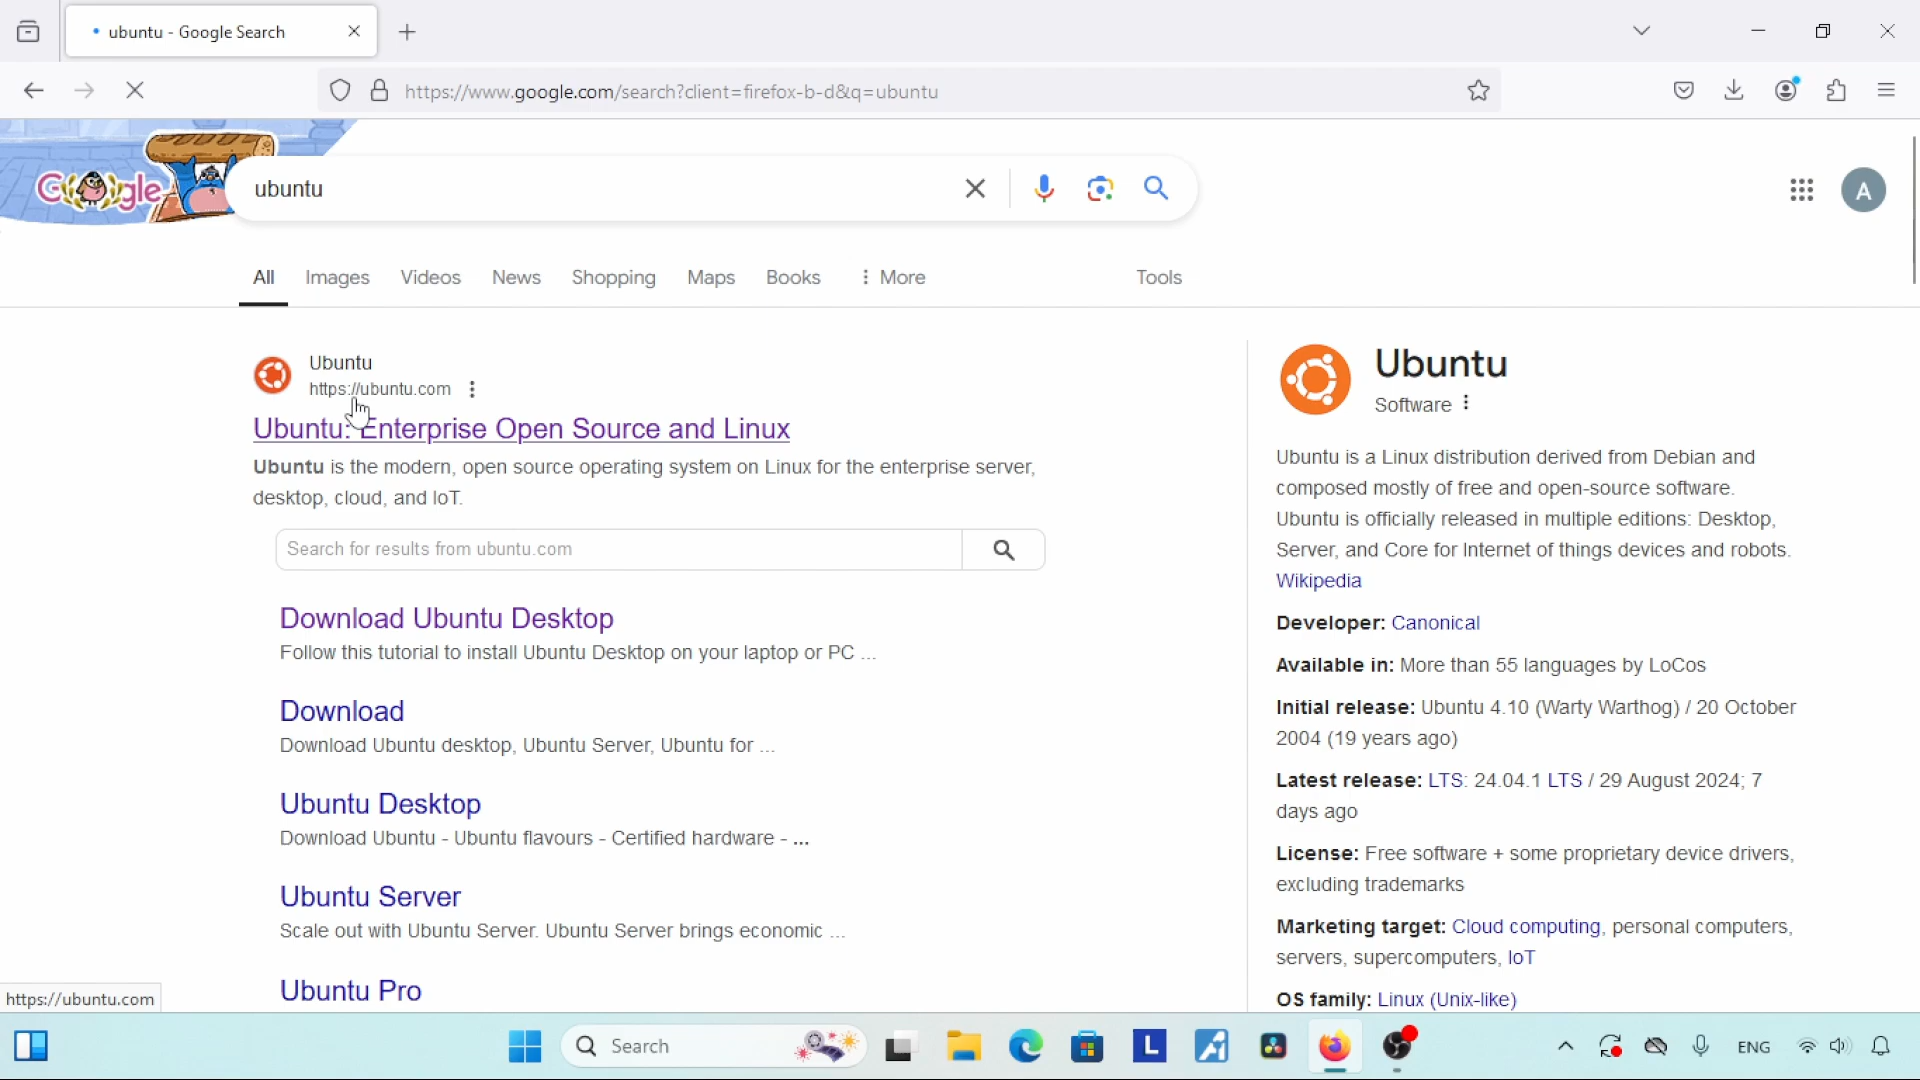 ubuntu - Google Search
https://www.google.com/search?client=firefox-b-d&q=ubuntu
ubuntu
A
All Images Videos News Shopping Maps Books More Tools
Ubuntu
https://ubuntu.com
Ubuntu: Enterprise Open Source and Linux
Ubuntu is the modern, open source operating system on Linux for the enterprise server,
desktop, cloud, and IoT.
Search for results from ubuntu.com
Download Ubuntu Desktop
Follow this tutorial to install Ubuntu Desktop on your laptop or PC ...
Download
Download Ubuntu desktop, Ubuntu Server, Ubuntu for ...
Ubuntu Desktop
Download Ubuntu - Ubuntu flavours - Certified hardware - ...
Ubuntu Server
Scale out with Ubuntu Server. Ubuntu Server brings economic ...
Ubuntu Pro
Ubuntu
Software
Ubuntu is a Linux distribution derived from Debian and
composed mostly of free and open-source software.
Ubuntu is officially released in multiple editions: Desktop,
Server, and Core for Internet of things devices and robots.
Wikipedia
Developer: Canonical
Available in: More than 55 languages by LoCos
Initial release: Ubuntu 4.10 (Warty Warthog) / 20 October
2004 (19 years ago)
Latest release: LTS: 24.04.1 LTS / 29 August 2024; 7
days ago
License: Free software + some proprietary device drivers,
excluding trademarks
Marketing target: Cloud computing, personal computers,
servers, supercomputers, IoT
OS family: Linux (Unix-like)
https://ubuntu.com
Search
L
ENG